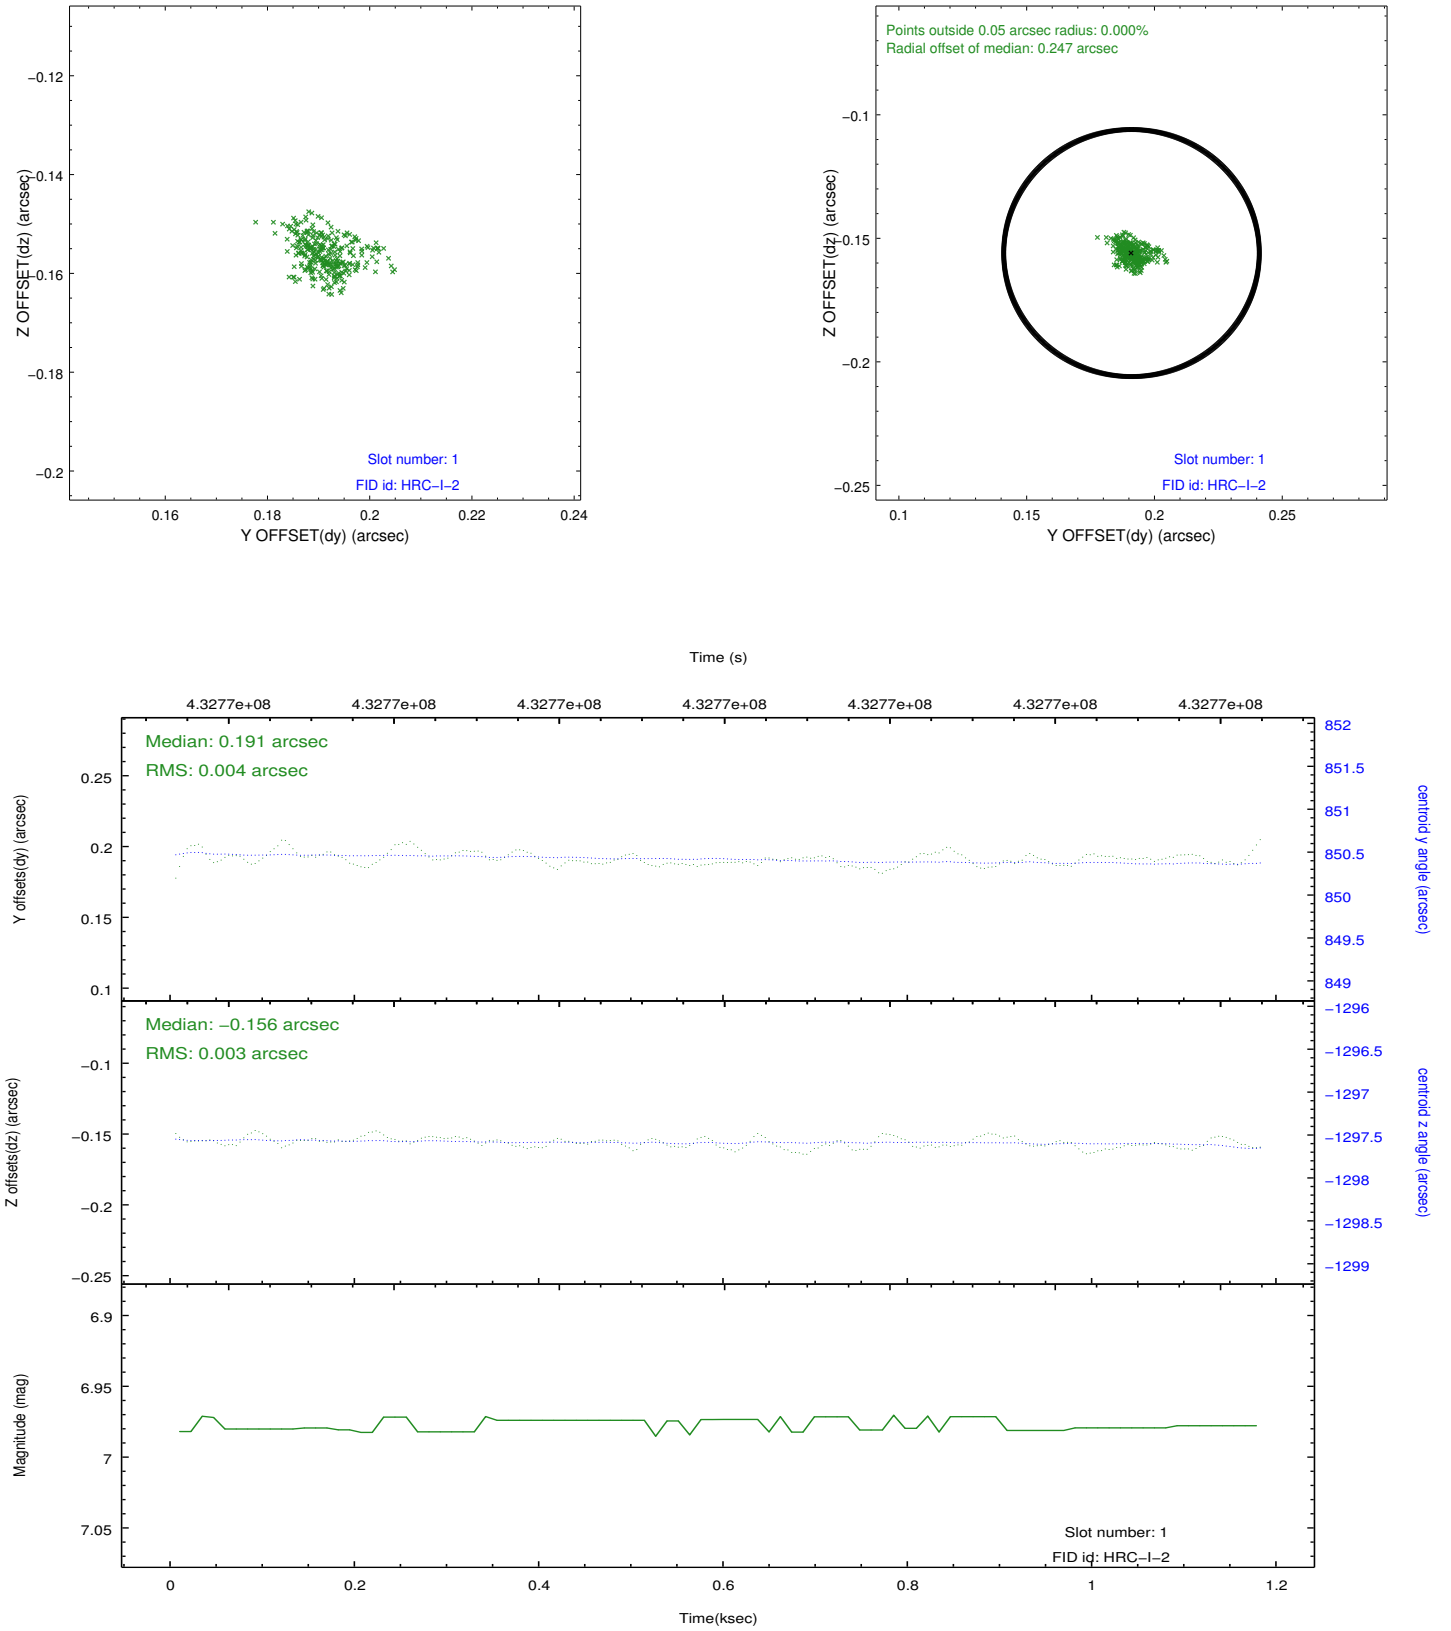 −0.12
−0.14
−0.16
−0.18
−0.2
Z OFFSET(dz) (arcsec)
0.16
0.18
0.2
0.22
0.24
Y OFFSET(dy) (arcsec)
Slot number: 1
FID id: HRC−I−2
Points outside 0.05 arcsec radius: 0.000%
Radial offset of median: 0.247 arcsec
−0.1
−0.15
−0.2
−0.25
Z OFFSET(dz) (arcsec)
0.1
0.15
0.2
0.25
Y OFFSET(dy) (arcsec)
Slot number: 1
FID id: HRC−I−2
Time (s)
4.3277e+08
4.3277e+08
4.3277e+08
4.3277e+08
4.3277e+08
4.3277e+08
4.3277e+08
Median: 0.191 arcsec
RMS: 0.004 arcsec
0.25
0.2
0.15
0.1
Y offsets(dy) (arcsec)
852
851.5
851
850.5
850
849.5
849
centroid y angle (arcsec)
Median: −0.156 arcsec
RMS: 0.003 arcsec
−0.1
−0.15
−0.2
−0.25
Z offsets(dz) (arcsec)
−1296
−1296.5
−1297
−1297.5
−1298
−1298.5
−1299
centroid z angle (arcsec)
6.9
6.95
7
7.05
Magnitude (mag)
Slot number: 1
FID id: HRC−I−2
0
0.2
0.4
0.6
0.8
1
1.2
Time(ksec)